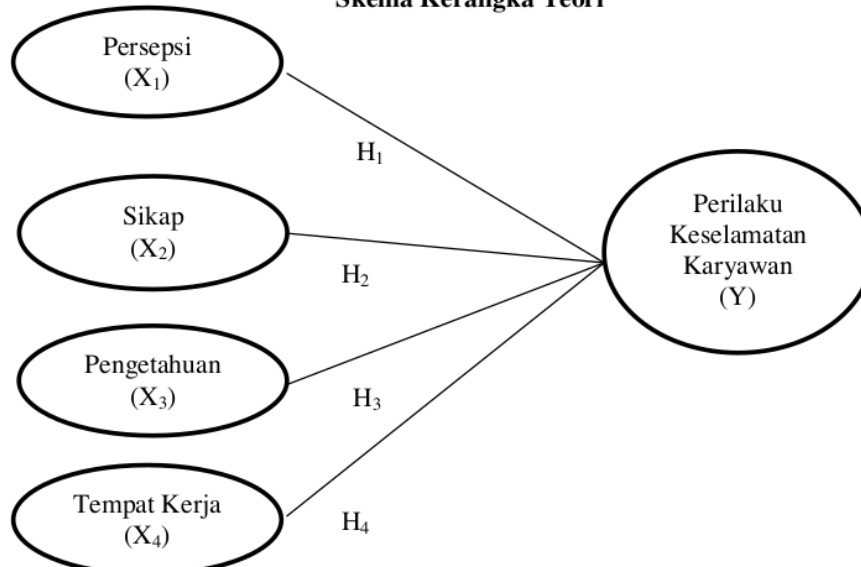 Skema Kerangka Teori
Persepsi
(X₁)
H₁
Sikap
(X₂)
H₂
Perilaku
Keselamatan
Karyawan
(Y)
Pengetahuan
(X₃)
H₃
Tempat Kerja
(X₄)
H₄